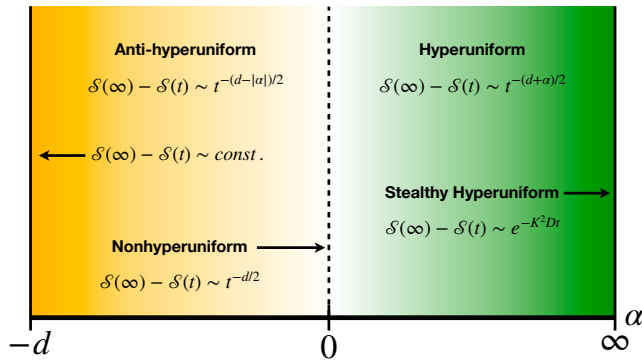 Anti-hyperuniform
𝒮(∞) − 𝒮(t) ∼ t^{−(d−|α|)/2}
𝒮(∞) − 𝒮(t) ∼ const .
Nonhyperuniform
𝒮(∞) − 𝒮(t) ∼ t^{−d/2}
Hyperuniform
𝒮(∞) − 𝒮(t) ∼ t^{−(d+α)/2}
Stealthy Hyperuniform
𝒮(∞) − 𝒮(t) ∼ e^{−K²Dt}
−d 0 ∞ α